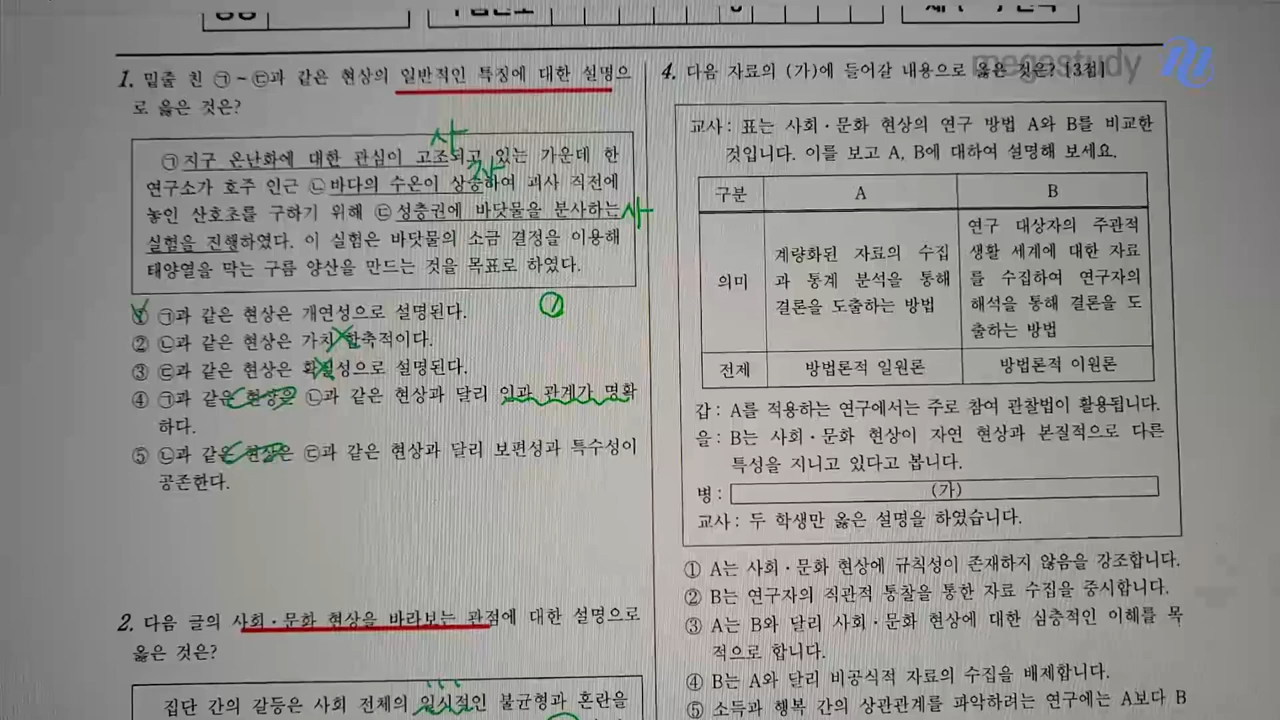 megastudy
1. 밑줄 친 ㉠~㉢과 같은 현상의 일반적인 특징에 대한 설명으
로 옳은 것은?
사
㉠지구 온난화에 대한 관심이 고조되고 있는 가운데 한
연구소가 호주 인근 ㉡바다의 수온이 상승하여 괴사 직전에
놓인 산호초를 구하기 위해 ㉢성층권에 바닷물을 분사하는 사
실험을 진행하였다. 이 실험은 바닷물의 소금 결정을 이용해
태양열을 막는 구름 양산을 만드는 것을 목표로 하였다.
①
① ㉠과 같은 현상은 개연성으로 설명된다.
② ㉡과 같은 현상은 가치 함축적이다.
③ ㉢과 같은 현상은 확실성으로 설명된다.
④ ㉠과 같은 현상은 ㉡과 같은 현상과 달리 인과 관계가 명확
하다.
⑤ ㉡과 같은 현상은 ㉢과 같은 현상과 달리 보편성과 특수성이
공존한다.
2. 다음 글의 사회·문화 현상을 바라보는 관점에 대한 설명으로
옳은 것은?
집단 간의 갈등은 사회 전체의 일시적인 불균형과 혼란을
4. 다음 자료의 (가)에 들어갈 내용으로 옳은 것은? [3점]
교사: 표는 사회·문화 현상의 연구 방법 A와 B를 비교한
것입니다. 이를 보고 A, B에 대하여 설명해 보세요.
구분 A B
의미
계량화된 자료의 수집
과 통계 분석을 통해
결론을 도출하는 방법
연구 대상자의 주관적
생활 세계에 대한 자료
를 수집하여 연구자의
해석을 통해 결론을 도
출하는 방법
전제 방법론적 일원론 방법론적 이원론
갑: A를 적용하는 연구에서는 주로 참여 관찰법이 활용됩니다.
을: B는 사회·문화 현상이 자연 현상과 본질적으로 다른
특성을 지니고 있다고 봅니다.
병: (가)
교사: 두 학생만 옳은 설명을 하였습니다.
① A는 사회·문화 현상에 규칙성이 존재하지 않음을 강조합니다.
② B는 연구자의 직관적 통찰을 통한 자료 수집을 중시합니다.
③ A는 B와 달리 사회·문화 현상에 대한 심층적인 이해를 목
적으로 합니다.
④ B는 A와 달리 비공식적 자료의 수집을 배제합니다.
⑤ 소득과 행복 간의 상관관계를 파악하려는 연구에는 A보다 B